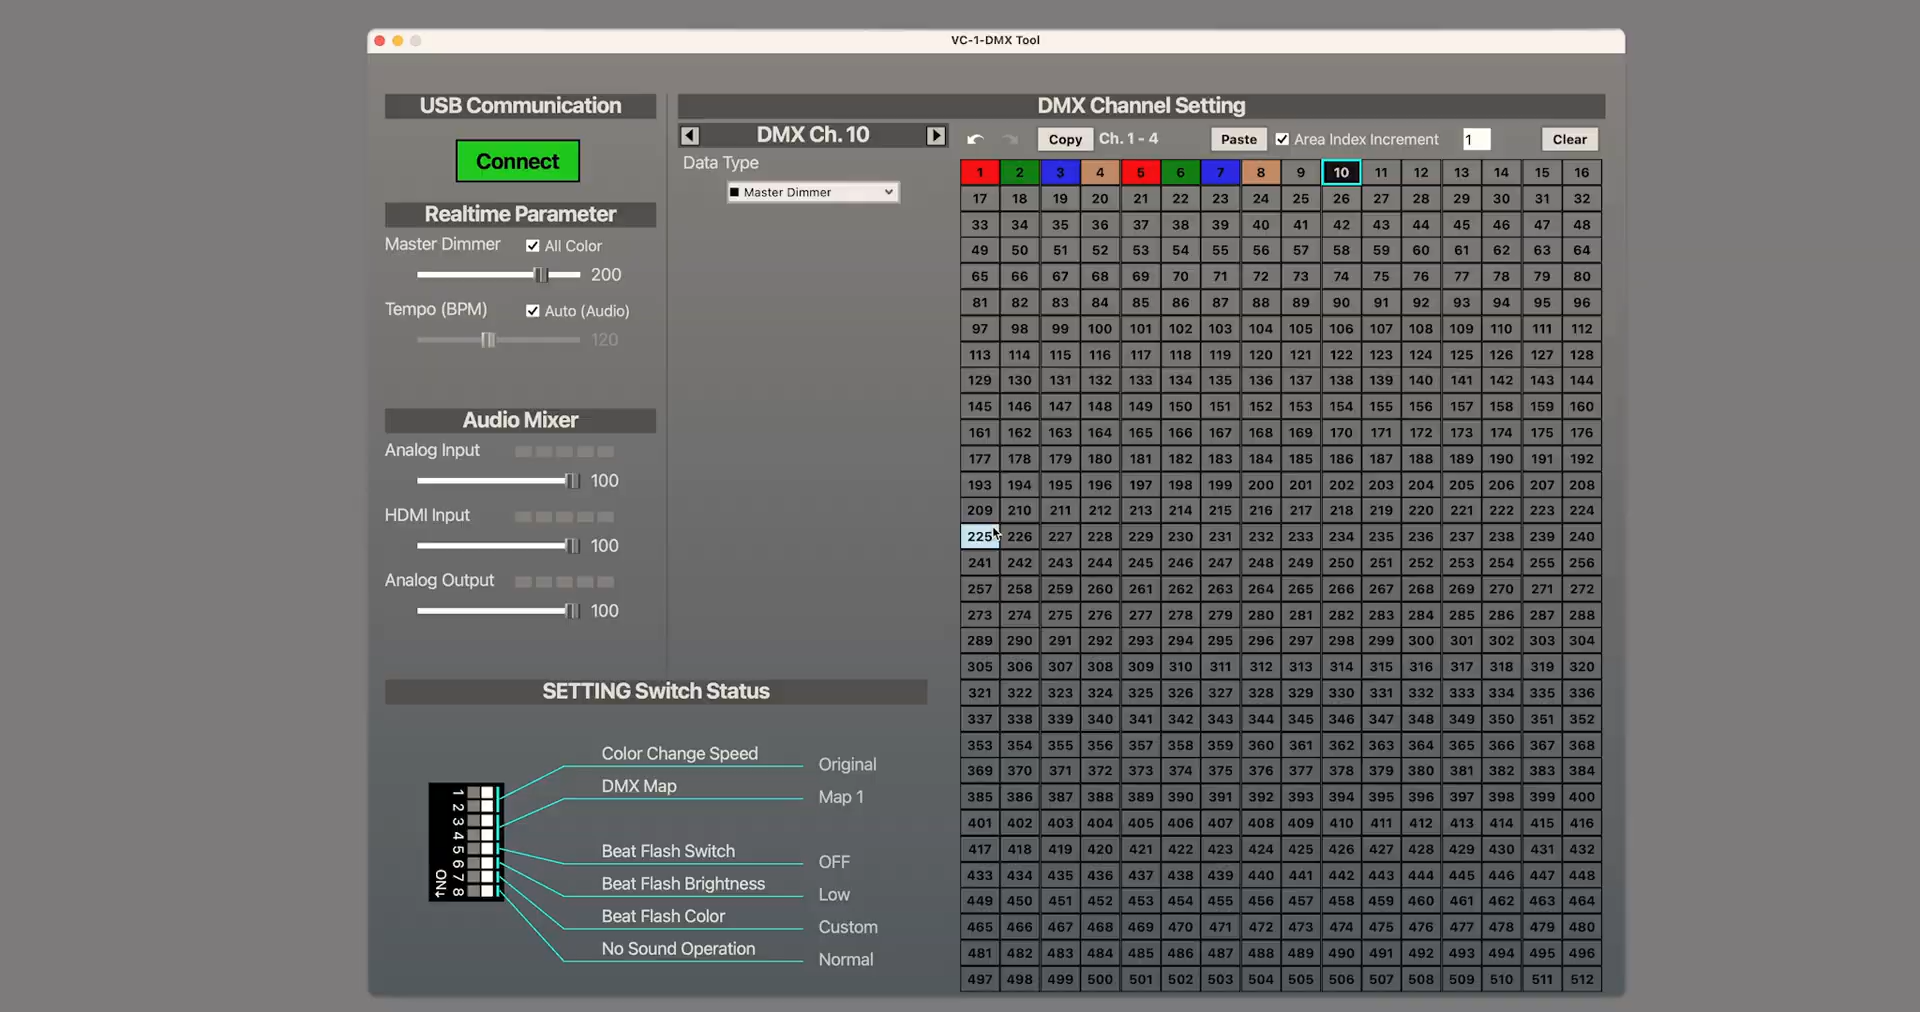 VC-1-DMX Tool
USB Communication
Connect
Realtime Parameter
Master Dimmer All Color
200
Tempo (BPM) Auto (Audio)
120
Audio Mixer
Analog Input
100
HDMI Input
100
Analog Output
100
DMX Channel Setting
DMX Ch. 10
Data Type
Master Dimmer
Copy Ch. 1 - 4 Paste Area Index Increment 1 Clear
1 2 3 4 5 6 7 8 9 10 11 12 13 14 15 16
17 18 19 20 21 22 23 24 25 26 27 28 29 30 31 32
33 34 35 36 37 38 39 40 41 42 43 44 45 46 47 48
49 50 51 52 53 54 55 56 57 58 59 60 61 62 63 64
65 66 67 68 69 70 71 72 73 74 75 76 77 78 79 80
81 82 83 84 85 86 87 88 89 90 91 92 93 94 95 96
97 98 99 100 101 102 103 104 105 106 107 108 109 110 111 112
113 114 115 116 117 118 119 120 121 122 123 124 125 126 127 128
129 130 131 132 133 134 135 136 137 138 139 140 141 142 143 144
145 146 147 148 149 150 151 152 153 154 155 156 157 158 159 160
161 162 163 164 165 166 167 168 169 170 171 172 173 174 175 176
177 178 179 180 181 182 183 184 185 186 187 188 189 190 191 192
193 194 195 196 197 198 199 200 201 202 203 204 205 206 207 208
209 210 211 212 213 214 215 216 217 218 219 220 221 222 223 224
225 226 227 228 229 230 231 232 233 234 235 236 237 238 239 240
241 242 243 244 245 246 247 248 249 250 251 252 253 254 255 256
257 258 259 260 261 262 263 264 265 266 267 268 269 270 271 272
273 274 275 276 277 278 279 280 281 282 283 284 285 286 287 288
289 290 291 292 293 294 295 296 297 298 299 300 301 302 303 304
305 306 307 308 309 310 311 312 313 314 315 316 317 318 319 320
321 322 323 324 325 326 327 328 329 330 331 332 333 334 335 336
337 338 339 340 341 342 343 344 345 346 347 348 349 350 351 352
353 354 355 356 357 358 359 360 361 362 363 364 365 366 367 368
369 370 371 372 373 374 375 376 377 378 379 380 381 382 383 384
385 386 387 388 389 390 391 392 393 394 395 396 397 398 399 400
401 402 403 404 405 406 407 408 409 410 411 412 413 414 415 416
417 418 419 420 421 422 423 424 425 426 427 428 429 430 431 432
433 434 435 436 437 438 439 440 441 442 443 444 445 446 447 448
449 450 451 452 453 454 455 456 457 458 459 460 461 462 463 464
465 466 467 468 469 470 471 472 473 474 475 476 477 478 479 480
481 482 483 484 485 486 487 488 489 490 491 492 493 494 495 496
497 498 499 500 501 502 503 504 505 506 507 508 509 510 511 512
SETTING Switch Status
1 2 3 4 5 6 7 8
ON↓
Color Change Speed Original
DMX Map Map 1
Beat Flash Switch OFF
Beat Flash Brightness Low
Beat Flash Color Custom
No Sound Operation Normal